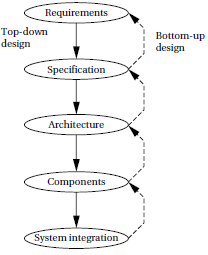 Requirements
Top-down
design
Bottom-up
design
Specification
Architecture
Components
System integration